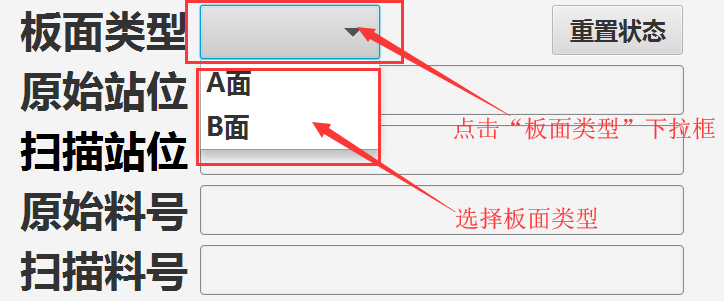 板面类型
重置状态
A面
原始站位
B面
点击“板面类型”下拉框
扫描站位
原始料号
选择板面类型
扫描料号